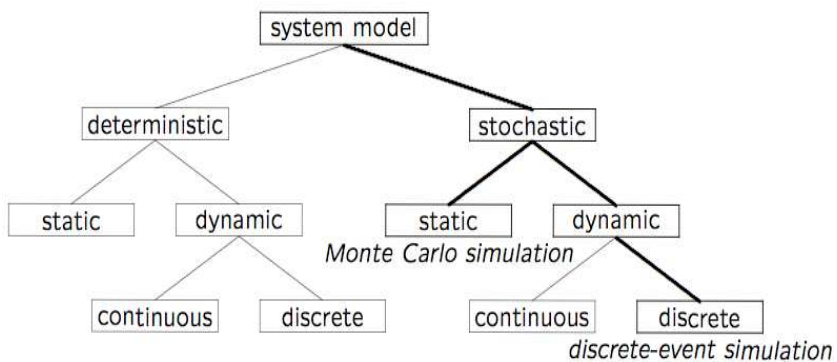 system model
deterministic
stochastic
static
dynamic
static
dynamic
Monte Carlo simulation
continuous
discrete
continuous
discrete
discrete-event simulation